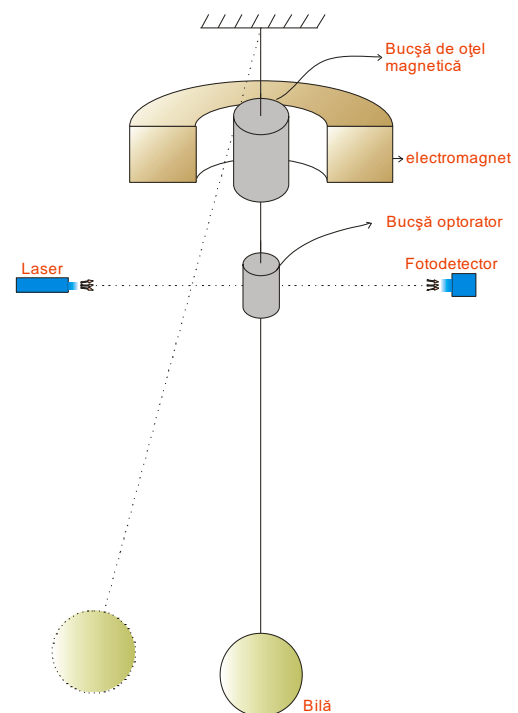 Bucşă de oţel
magnetică
electromagnet
Bucşă optorator
Laser
Fotodetector
Bilă